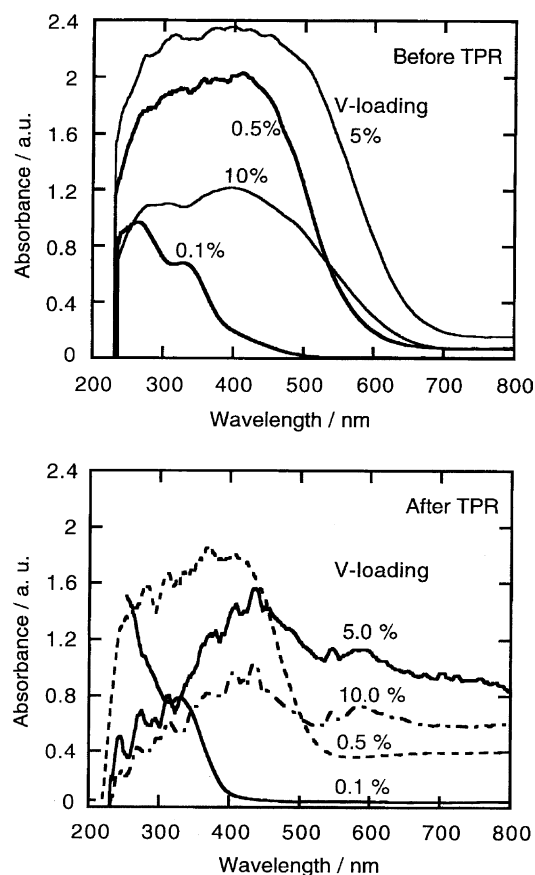 2.4
Before TPR
2
V-loading
0.5%
5%
1.6
10%
1.2
0.1%
0.8
0.4
0
200 300 400 500 600 700 800
Absorbance / a.u.
Wavelength / nm
2.4
After TPR
2
V-loading
1.6
5.0 %
1.2
10.0 %
0.8
0.5 %
0.4
0.1 %
0
200 300 400 500 600 700 800
Absorbance / a. u.
Wavelength / nm